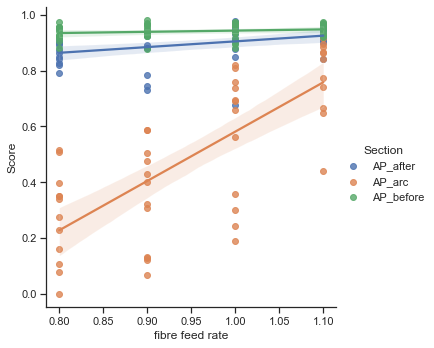 1.0
0.8
0.6
0.4
0.2
0.0
Score
0.80 0.85 0.90 0.95 1.00 1.05 1.10
fibre feed rate
Section
AP_after
AP_arc
AP_before